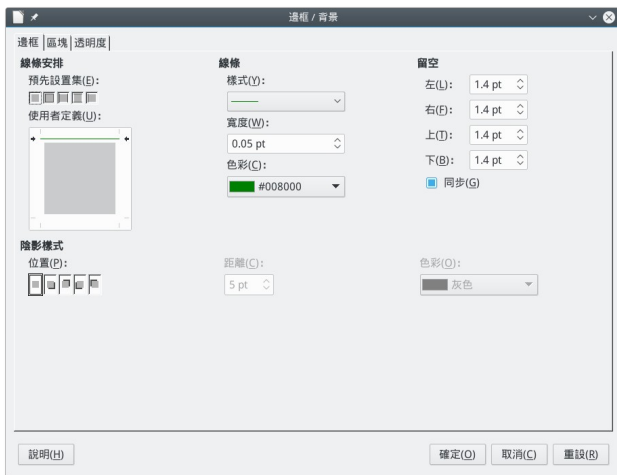 邊框 / 背景
邊框 區塊 透明度
線條安排
預先設置集(E):
使用者定義(U):
線條
樣式(Y):
寬度(W):
0.05 pt
色彩(C):
#008000
留空
左(L): 1.4 pt
右(F): 1.4 pt
上(T): 1.4 pt
下(B): 1.4 pt
同步(G)
陰影樣式
位置(P):
距離(C):
5 pt
色彩(O):
灰色
說明(H) 確定(O) 取消(C) 重設(R)